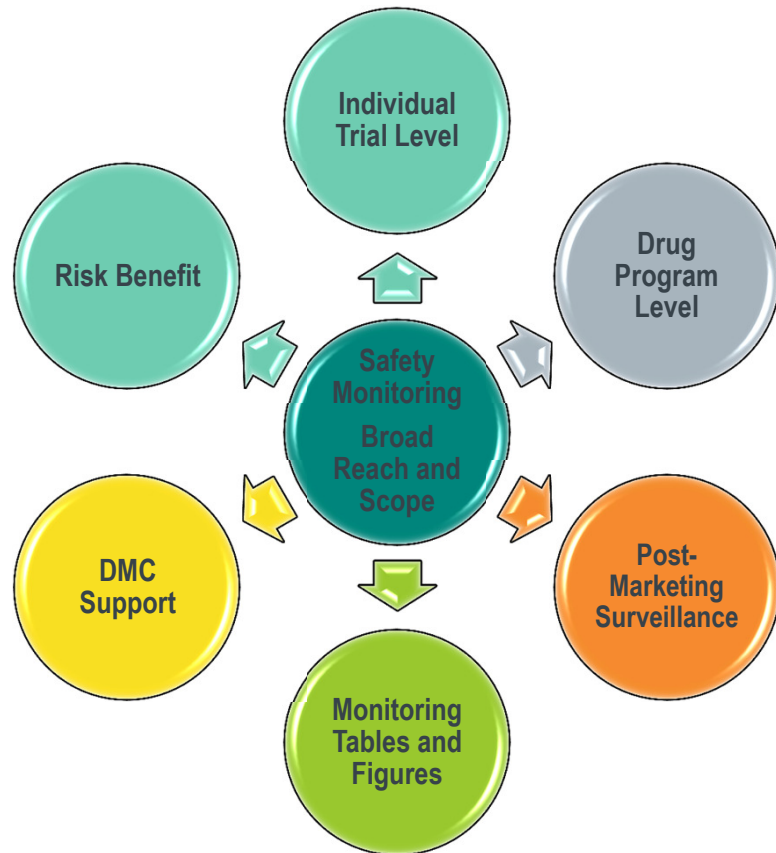 Individual
Trial Level
Drug
Program
Level
Post-
Marketing
Surveillance
Monitoring
Tables and
Figures
DMC
Support
Risk Benefit
Safety
Monitoring
Broad
Reach and
Scope